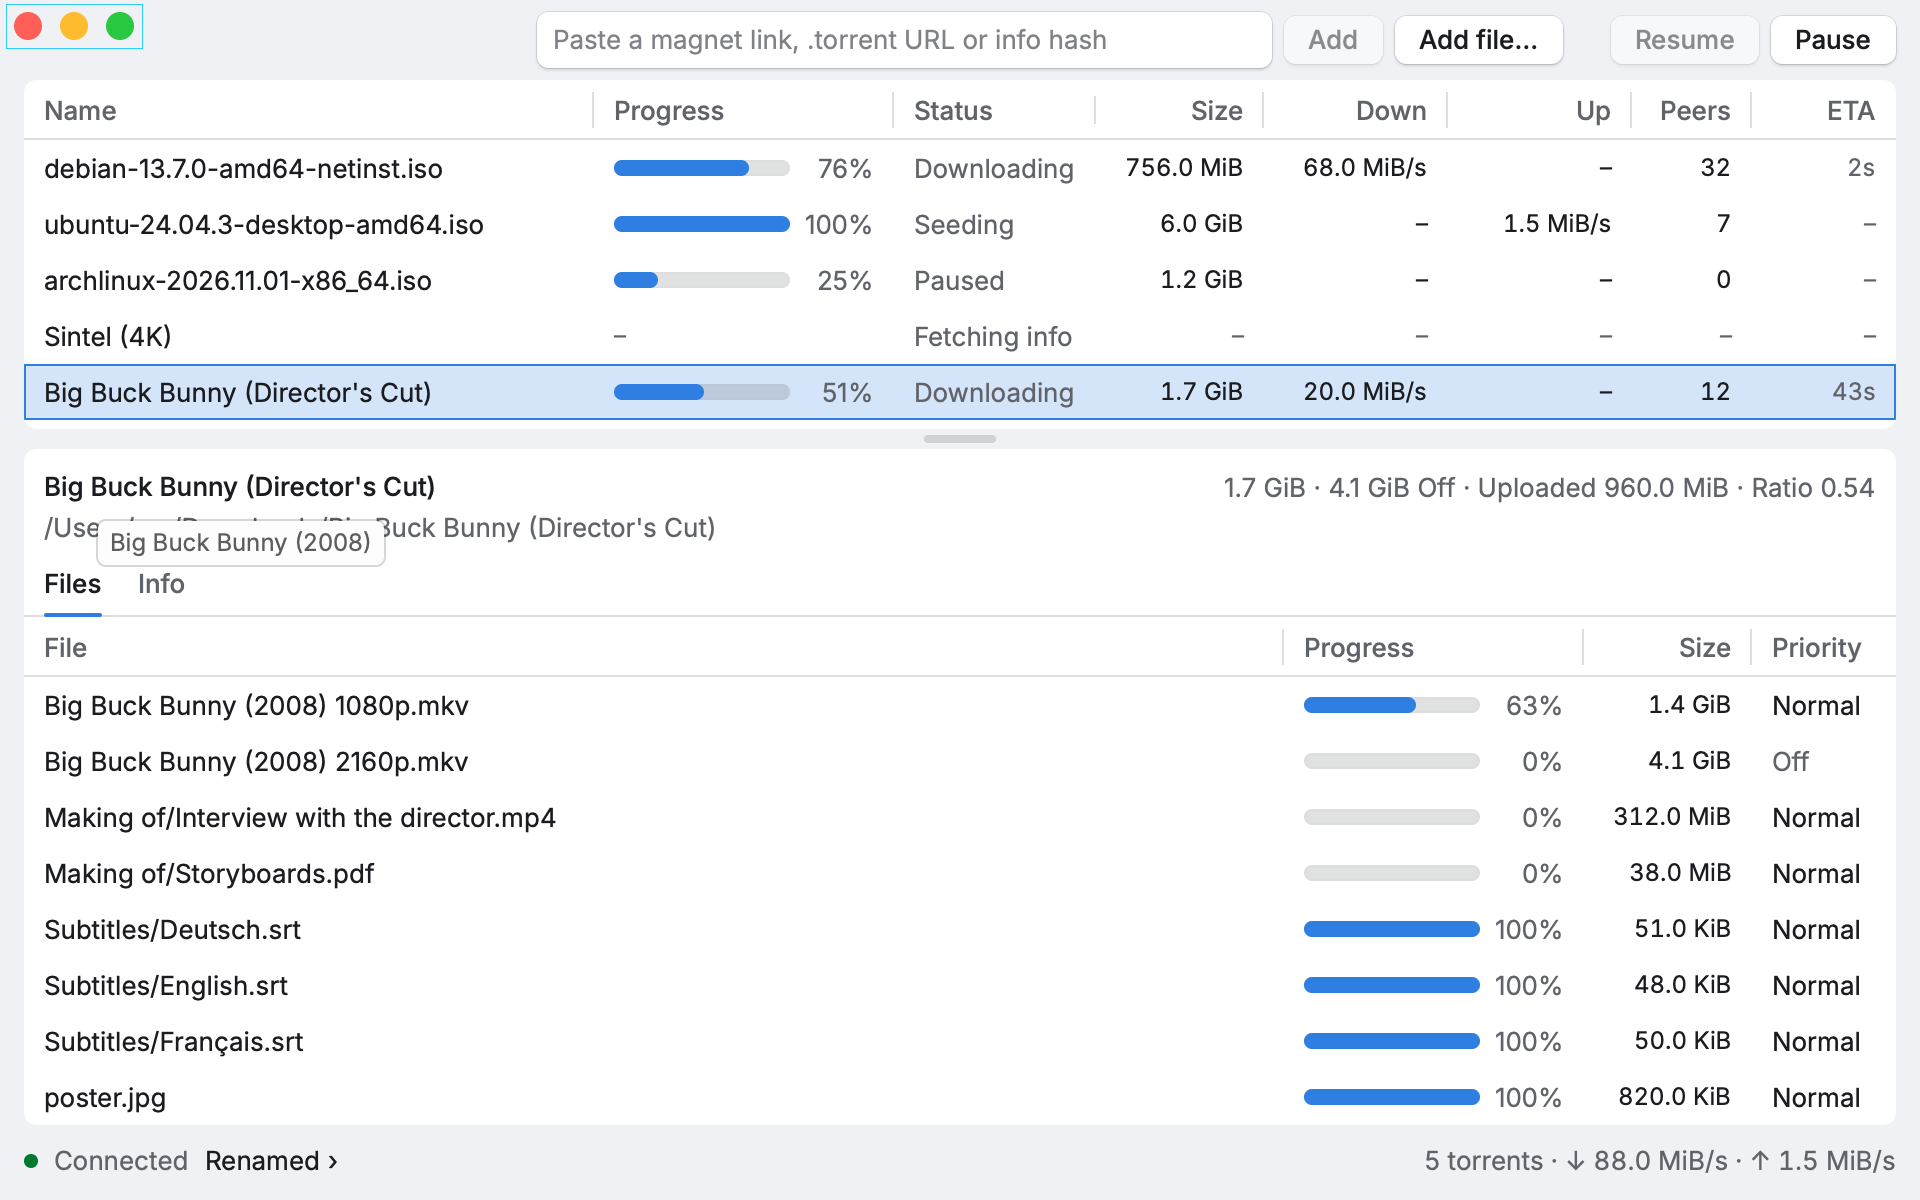 Paste a magnet link, .torrent URL or info hash Add Add file... Resume Pause
Name Progress Status Size Down Up Peers ETA
debian-13.7.0-amd64-netinst.iso 76% Downloading 756.0 MiB 68.0 MiB/s – 32 2s
ubuntu-24.04.3-desktop-amd64.iso 100% Seeding 6.0 GiB – 1.5 MiB/s 7 –
archlinux-2026.11.01-x86_64.iso 25% Paused 1.2 GiB – – 0 –
Sintel (4K) – Fetching info – – – – –
Big Buck Bunny (Director's Cut) 51% Downloading 1.7 GiB 20.0 MiB/s – 12 43s
Big Buck Bunny (Director's Cut) 1.7 GiB · 4.1 GiB Off · Uploaded 960.0 MiB · Ratio 0.54
Buck Bunny (Director's Cut)
Big Buck Bunny (2008)
Files Info
File Progress Size Priority
Big Buck Bunny (2008) 1080p.mkv 63% 1.4 GiB Normal
Big Buck Bunny (2008) 2160p.mkv 0% 4.1 GiB Off
Making of/Interview with the director.mp4 0% 312.0 MiB Normal
Making of/Storyboards.pdf 0% 38.0 MiB Normal
Subtitles/Deutsch.srt 100% 51.0 KiB Normal
Subtitles/English.srt 100% 48.0 KiB Normal
Subtitles/Français.srt 100% 50.0 KiB Normal
poster.jpg 100% 820.0 KiB Normal
Connected Renamed › 5 torrents · ↓ 88.0 MiB/s · ↑ 1.5 MiB/s